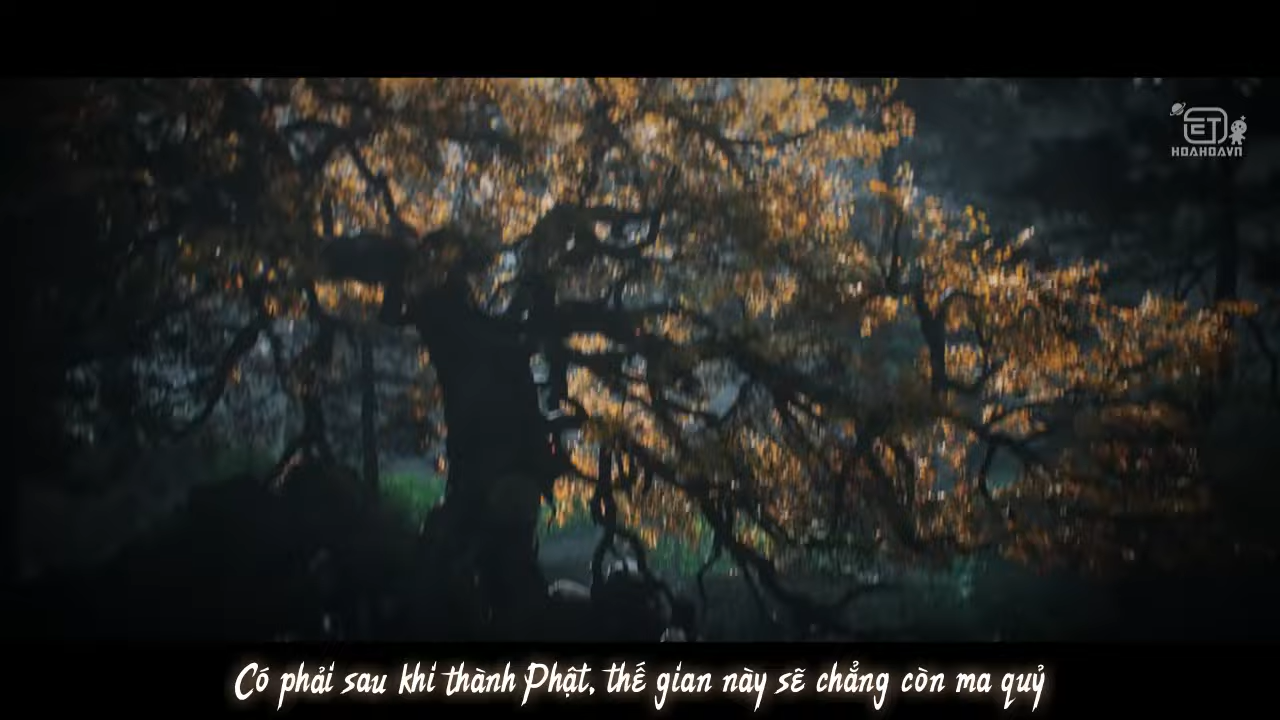 ET
HOAHOAVN
Có phải sau khi thành Phật, thế gian này sẽ chẳng còn ma quỷ